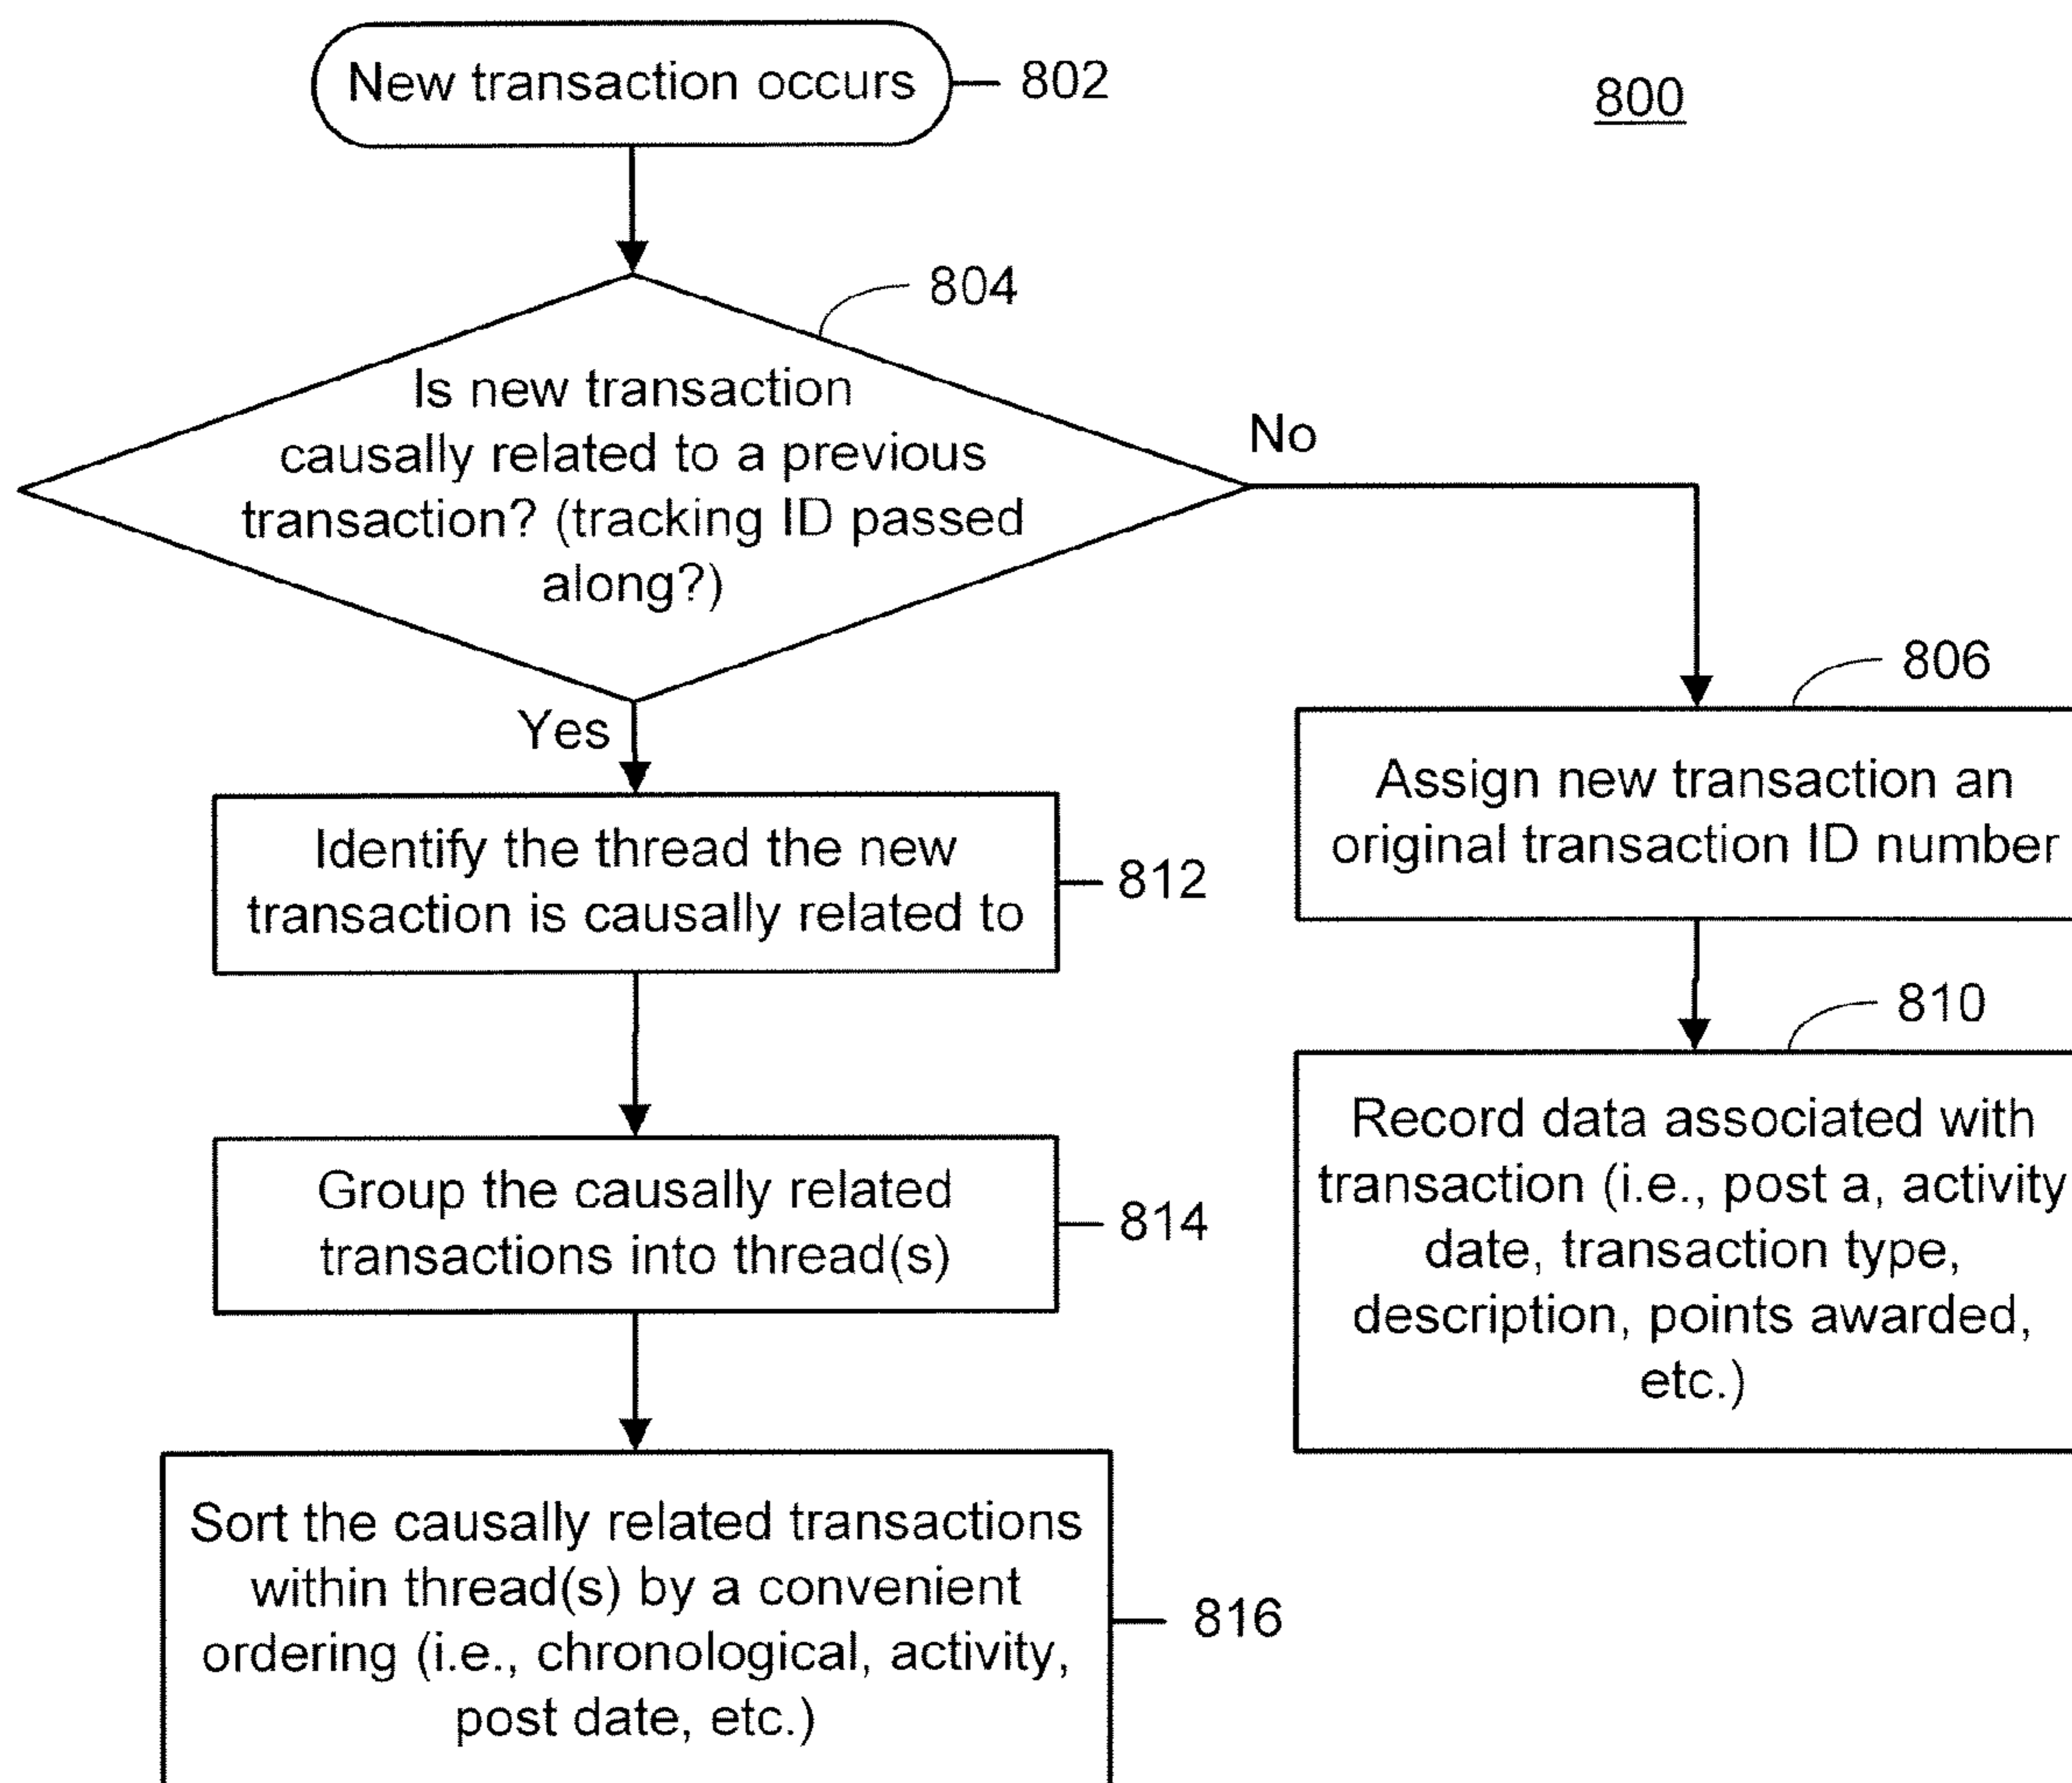 New transaction occurs
802
800
804
Is new transaction
causally related to a previous
transaction? (tracking ID passed
along?)
No
Yes
806
Assign new transaction an
original transaction ID number
Identify the thread the new
transaction is causally related to
812
810
Record data associated with
transaction (i.e., post a, activity
date, transaction type,
description, points awarded,
etc.)
Group the causally related
transactions into thread(s)
814
Sort the causally related transactions
within thread(s) by a convenient
ordering (i.e., chronological, activity,
post date, etc.)
816